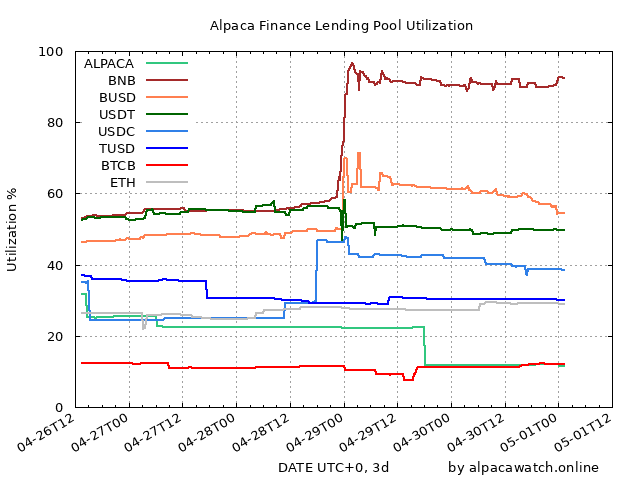 Alpaca Finance Lending Pool Utilization
100
80
60
40
20
0
Utilization %
ALPACA
BNB
BUSD
USDT
USDC
TUSD
BTCB
ETH
04-26T12
04-27T00
04-27T12
04-28T00
04-28T12
04-29T00
04-29T12
04-30T00
04-30T12
05-01T00
05-01T12
DATE UTC+0, 3d
by alpacawatch.online